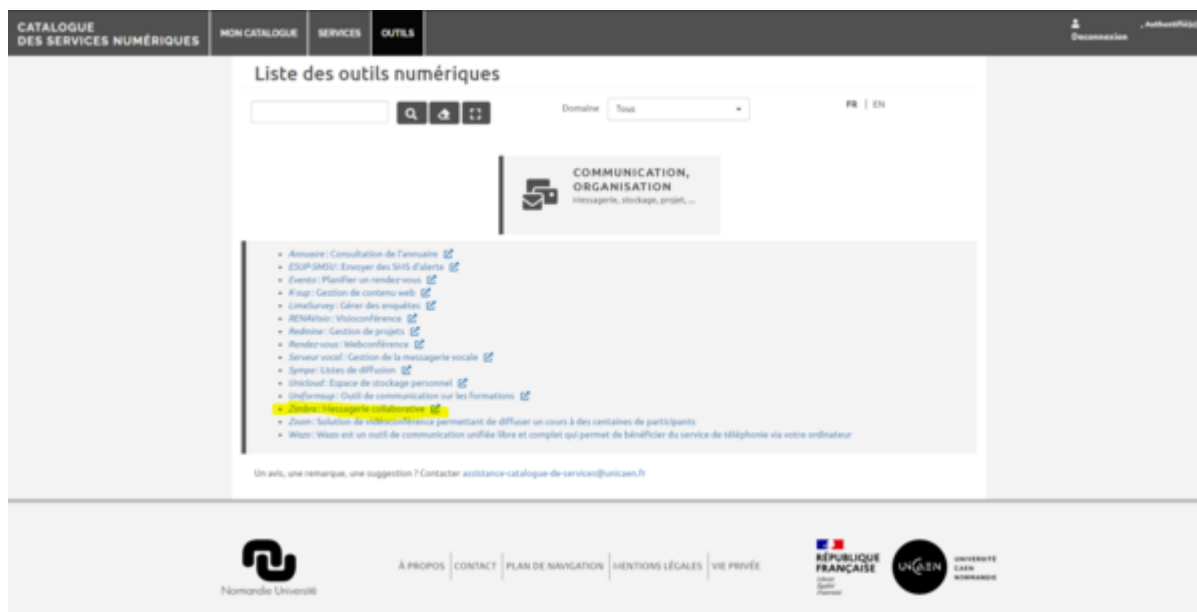 CATALOGUE
DES SERVICES NUMÉRIQUES
MON CATALOGUE
SERVICES
OUTILS
Deconnexion
, Authentifié(e)
Liste des outils numériques
Domaine
Tous
FR | EN
COMMUNICATION,
ORGANISATION
Messagerie, stockage, projet, ...
Annuaire : Consultation de l'annuaire
ESUP-SMSU : Envoyer des SMS d'alerte
Evento : Planifier un rendez-vous
K-sup : Gestion de contenu web
LimeSurvey : Gérer des enquêtes
RENAVisio : Visioconférence
Redmine : Gestion de projets
Rendez-vous : Webconférence
Serveur vocal : Gestion de la messagerie vocale
Sympa : Listes de diffusion
Unicloud : Espace de stockage personnel
Uniformsup : Outil de communication sur les formations
Zimbra : Messagerie collaborative
Zoom : Solution de vidéoconférence permettant de diffuser un cours à des centaines de participants
Wazo : Wazo est un outil de communication unifiée libre et complet qui permet de bénéficier du service de téléphonie via votre ordinateur
Un avis, une remarque, une suggestion ? Contacter assistance-catalogue-de-services@unicaen.fr
Normandie Université
À PROPOS | CONTACT | PLAN DE NAVIGATION | MENTIONS LÉGALES | VIE PRIVÉE
RÉPUBLIQUE
FRANÇAISE
Liberté
Égalité
Fraternité
UNICAEN
UNIVERSITÉ
CAEN
NORMANDIE